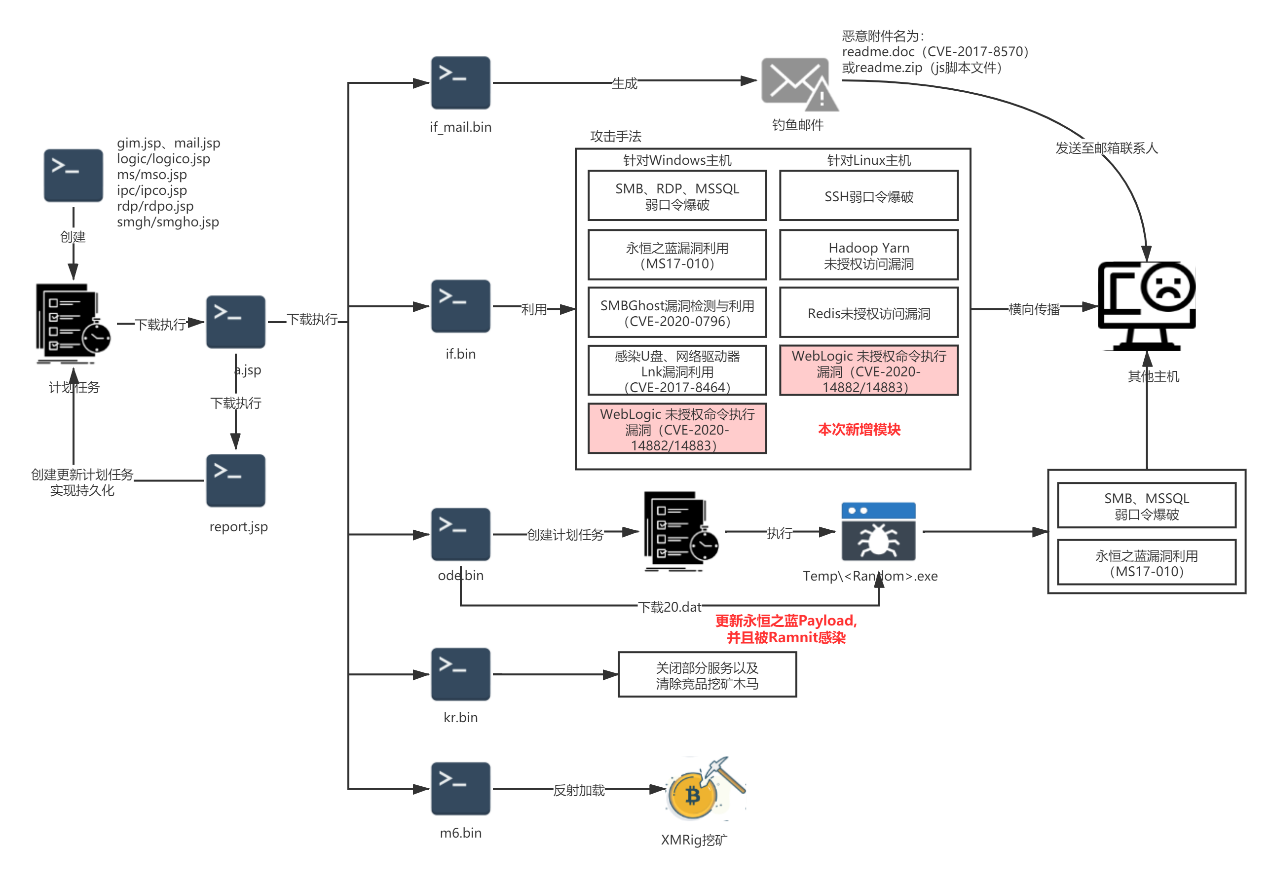 恶意附件名为:
readme.doc（CVE-2017-8570）
或readme.zip（js脚本文件）
生成
if_mail.bin
钓鱼邮件
发送至邮箱联系人
gim.jsp、mail.jsp
logic/logico.jsp
ms/mso.jsp
ipc/ipco.jsp
rdp/rdpo.jsp
smgh/smgho.jsp
创建
计划任务
下载执行
a.jsp
下载执行
下载执行
report.jsp
创建更新计划任务
实现持久化
攻击手法
针对Windows主机
针对Linux主机
SMB、RDP、MSSQL
弱口令爆破
SSH弱口令爆破
永恒之蓝漏洞利用
（MS17-010）
Hadoop Yarn
未授权访问漏洞
SMBGhost漏洞检测与利用
（CVE-2020-0796）
Redis未授权访问漏洞
感染U盘、网络驱动器
Lnk漏洞利用
（CVE-2017-8464）
WebLogic 未授权命令执行
漏洞（CVE-2020-
14882/14883）
WebLogic 未授权命令执行
漏洞（CVE-2020-
14882/14883）
本次新增模块
if.bin
利用
横向传播
其他主机
ode.bin
创建计划任务
执行
Temp\<Random>.exe
下载20.dat
更新永恒之蓝Payload,
并且被Ramnit感染
SMB、MSSQL
弱口令爆破
永恒之蓝漏洞利用
（MS17-010）
kr.bin
关闭部分服务以及
清除竞品挖矿木马
m6.bin
反射加载
XMRig挖矿